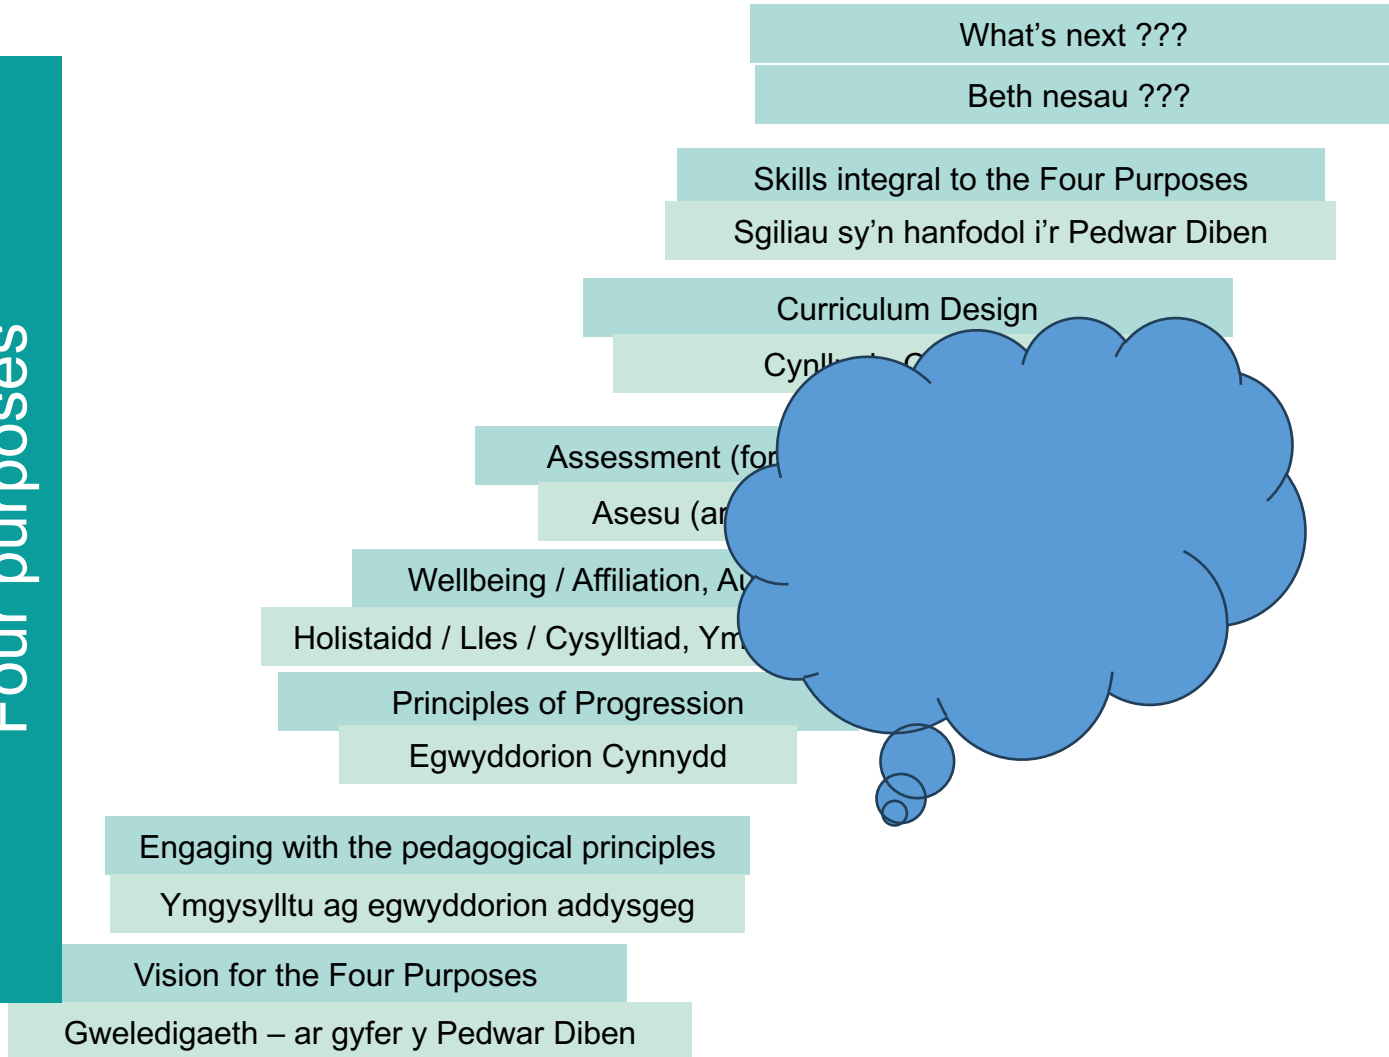 What's next ???
Beth nesau ???
Skills integral to the Four Purposes
Sgiliau sy'n hanfodol i'r Pedwar Diben
Curriculum Design
Assessment (for
Asesu (ar
Wellbeing / Affiliation,
Holistaidd / Lles / Cysylltiad,
Principles of Progression
Egwyddorion Cynnydd
Engaging with the pedagogical principles
Ymgysylltu ag egwyddorion addysgeg
Vision for the Four Purposes
Gweledigaeth – ar gyfer y Pedwar Diben
Four purposes